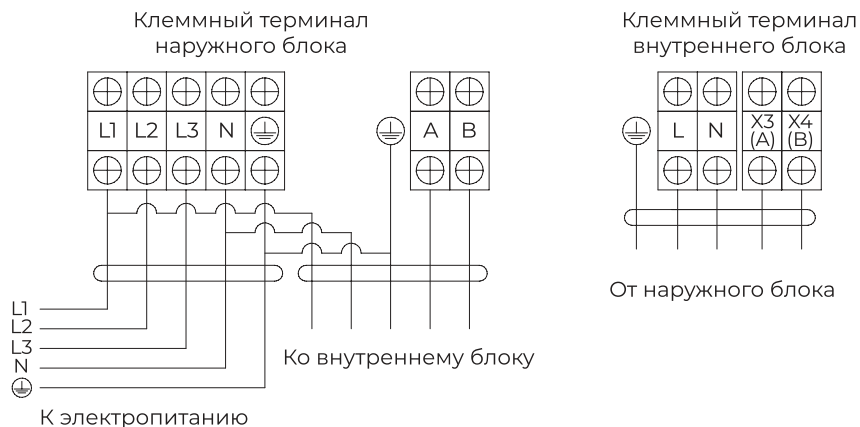 Клеммный терминал
наружного блока
L1 L2 L3 N
A B
Клеммный терминал
внутреннего блока
L N X3 (A) X4 (B)
От наружного блока
L1
L2
L3
N
Ко внутреннему блоку
К электропитанию